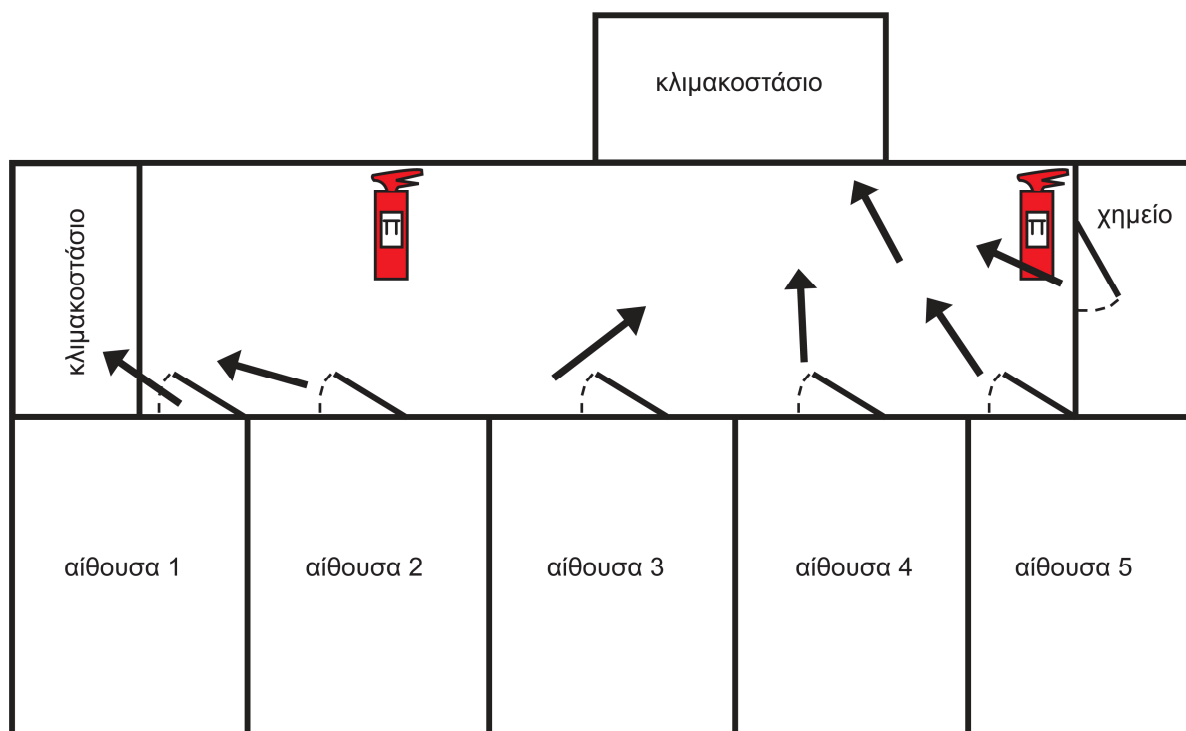 κλιμακοστάσιο
κλιμακοστάσιο
Π
Π
χημείο
αίθουσα 1
αίθουσα 2
αίθουσα 3
αίθουσα 4
αίθουσα 5